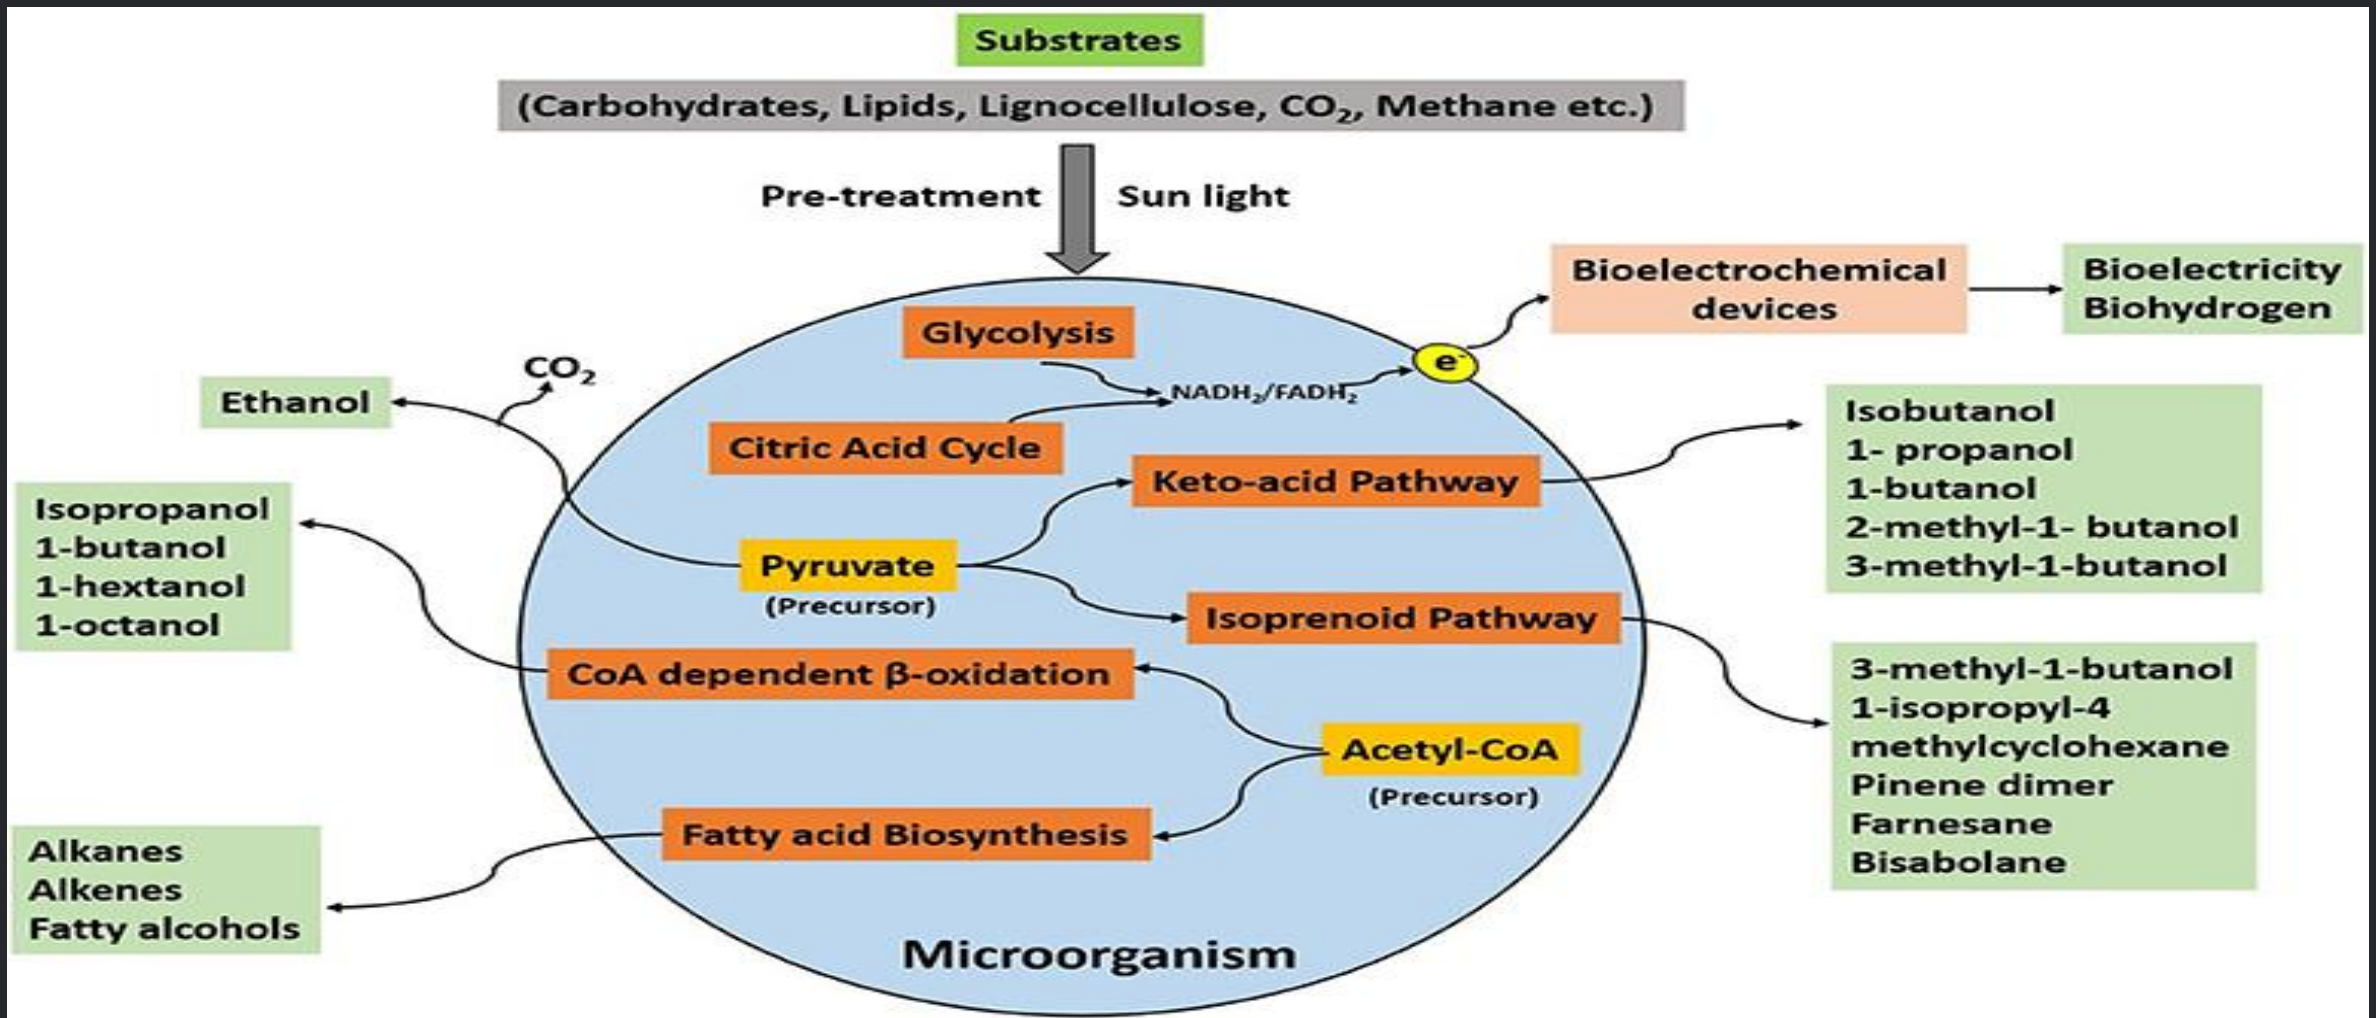 Substrates
(Carbohydrates, Lipids, Lignocellulose, CO₂, Methane etc.)
Pre-treatment
Sun light
Bioelectrochemical
devices
Bioelectricity
Biohydrogen
Glycolysis
e⁻
CO₂
NADH₂/FADH₂
Ethanol
Citric Acid Cycle
Keto-acid Pathway
Isobutanol
1- propanol
1-butanol
2-methyl-1- butanol
3-methyl-1-butanol
Isopropanol
1-butanol
1-hextanol
1-octanol
Pyruvate
(Precursor)
Isoprenoid Pathway
CoA dependent β-oxidation
3-methyl-1-butanol
1-isopropyl-4
methylcyclohexane
Pinene dimer
Farnesane
Bisabolane
Acetyl-CoA
(Precursor)
Fatty acid Biosynthesis
Alkanes
Alkenes
Fatty alcohols
Microorganism